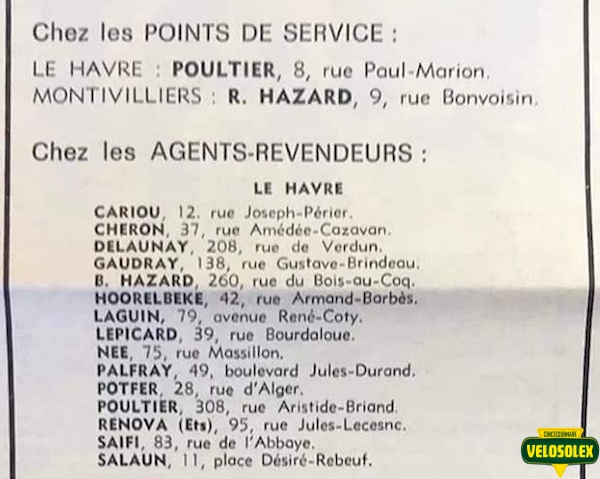 Chez les POINTS DE SERVICE :
LE HAVRE : POULTIER, 8, rue Paul-Marion.
MONTIVILLIERS : R. HAZARD, 9, rue Bonvoisin.
Chez les AGENTS-REVENDEURS :
LE HAVRE
CARIOU, 12. rue Joseph-Périer.
CHERON, 37, rue Amédée-Cazavan.
DELAUNAY, 208, rue de Verdun.
GAUDRAY, 138, rue Gustave-Brindeau.
B. HAZARD, 260, rue du Bois-au-Coq.
HOORELBEKE, 42, rue Armand-Barbès.
LAGUIN, 79, avenue René-Coty.
LEPICARD, 39, rue Bourdaloue.
NEE, 75, rue Massillon.
PALFRAY, 49, boulevard Jules-Durand.
POTFER, 28, rue d'Alger.
POULTIER, 308, rue Aristide-Briand.
RENOVA (Ets), 95, rue Jules-Lecesnc.
SAIFI, 83, rue de l'Abbaye.
SALAUN, 11, place Désiré-Rebeuf.
CONCESSIONNAIRE
VELOSOLEX